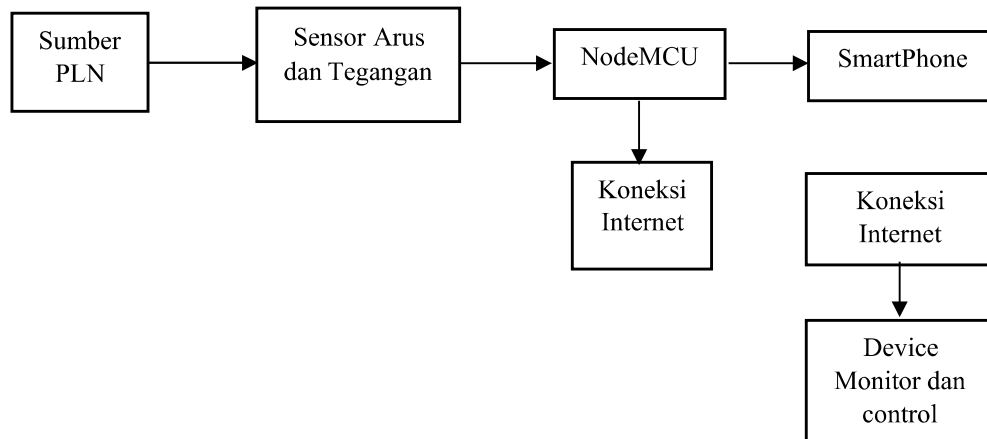 Sumber
PLN
Sensor Arus
dan Tegangan
NodeMCU
SmartPhone
Koneksi
Internet
Koneksi
Internet
Device
Monitor dan
control